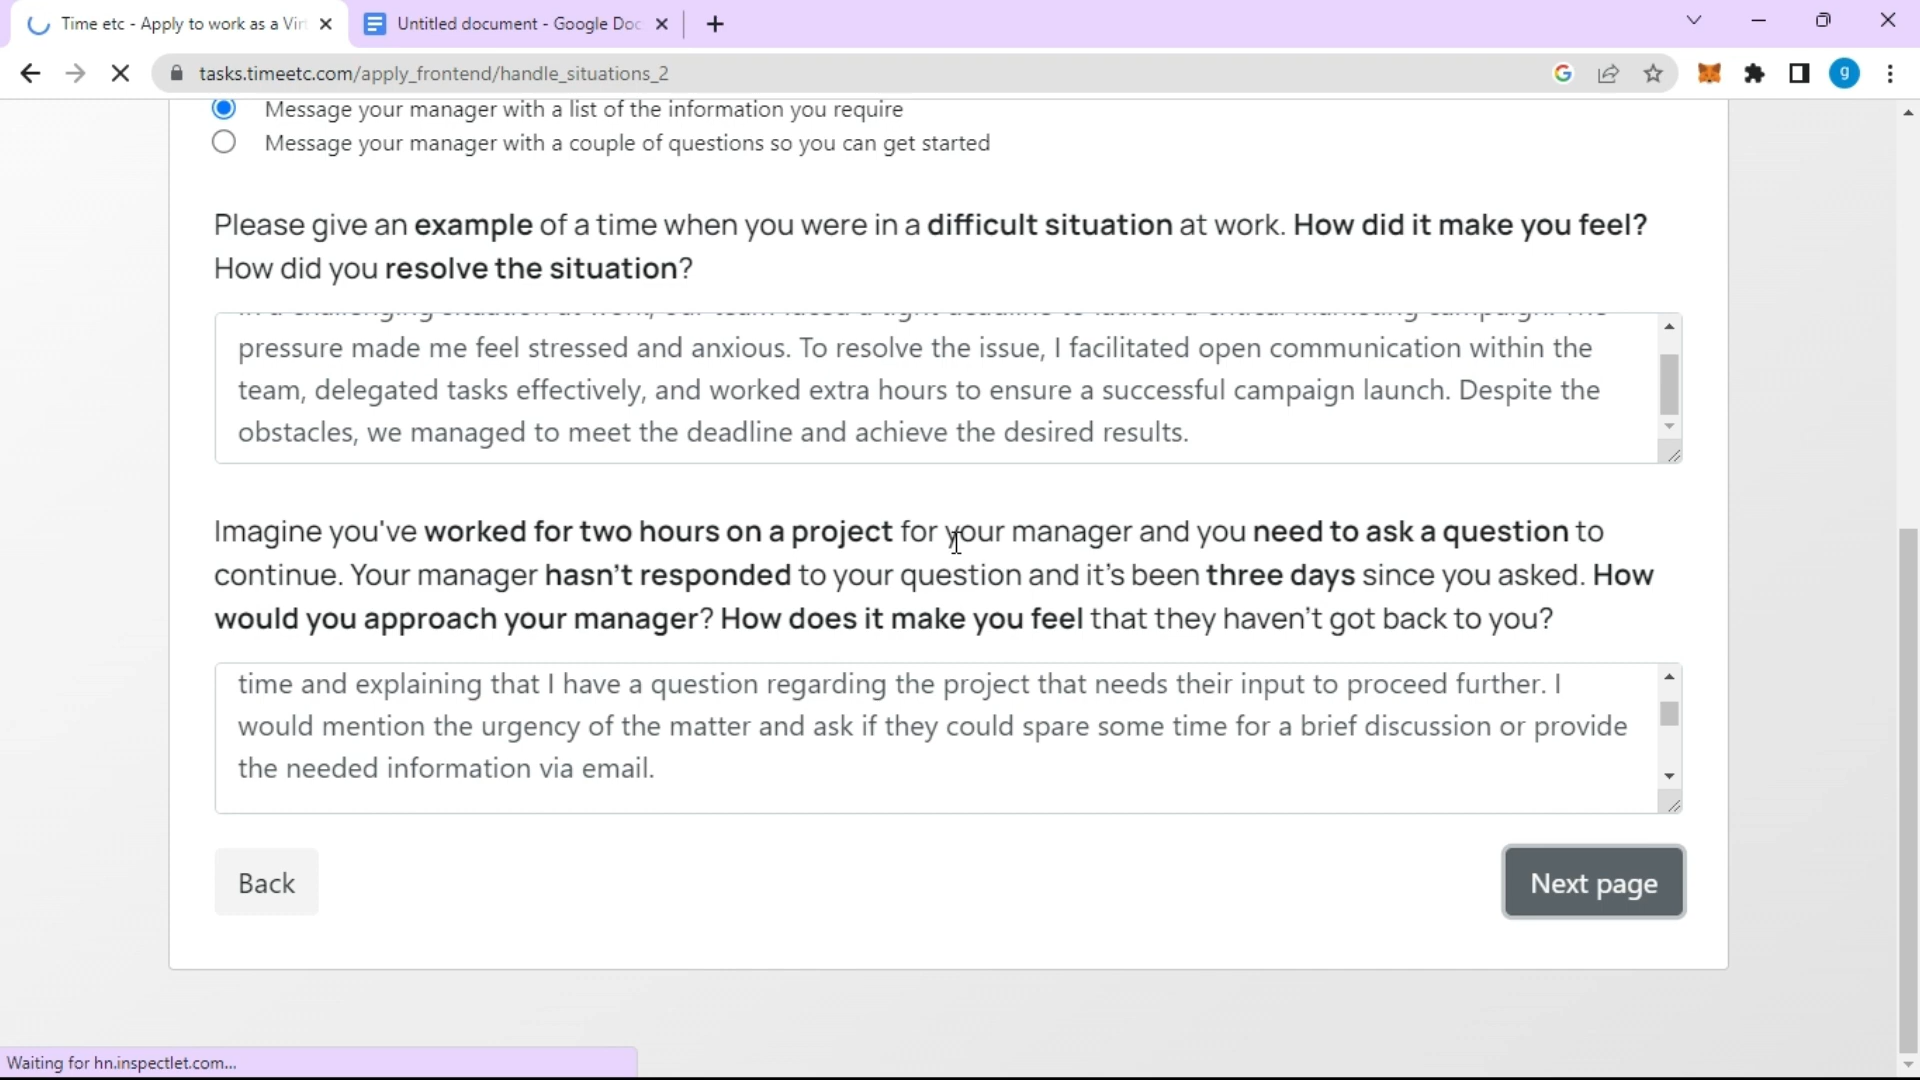 Time etc - Apply to work as a Vir
Untitled document - Google Doc
tasks.timeetc.com/apply_frontend/handle_situations_2
g
Message your manager with a list of the information you require
Message your manager with a couple of questions so you can get started
Please give an example of a time when you were in a difficult situation at work. How did it make you feel?
How did you resolve the situation?
pressure made me feel stressed and anxious. To resolve the issue, I facilitated open communication within the
team, delegated tasks effectively, and worked extra hours to ensure a successful campaign launch. Despite the
obstacles, we managed to meet the deadline and achieve the desired results.
Imagine you've worked for two hours on a project for your manager and you need to ask a question to
continue. Your manager hasn't responded to your question and it's been three days since you asked. How
would you approach your manager? How does it make you feel that they haven't got back to you?
time and explaining that I have a question regarding the project that needs their input to proceed further. I
would mention the urgency of the matter and ask if they could spare some time for a brief discussion or provide
the needed information via email.
Back
Next page
Waiting for hn.inspectlet.com...